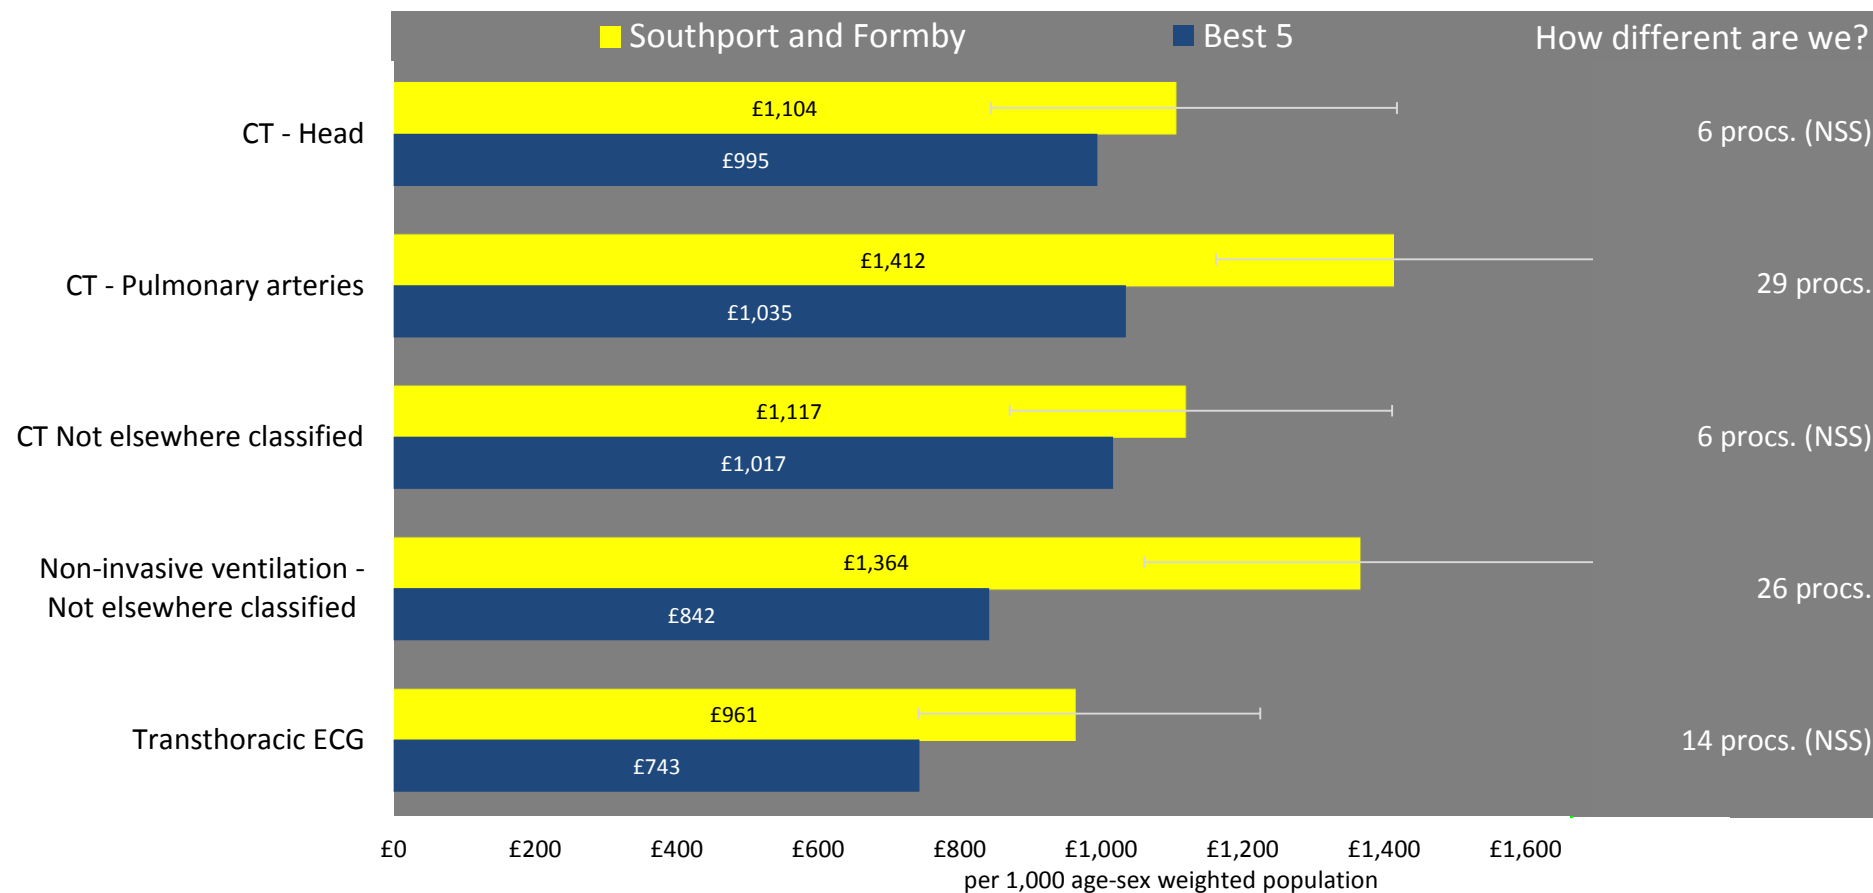 Southport and Formby
Best 5
How different are we?
CT - Head
£1,104
£995
6 procs. (NSS)
CT - Pulmonary arteries
£1,412
£1,035
29 procs.
CT Not elsewhere classified
£1,117
£1,017
6 procs. (NSS)
Non-invasive ventilation -
Not elsewhere classified
£1,364
£842
26 procs.
Transthoracic ECG
£961
£743
14 procs. (NSS)
£0 £200 £400 £600 £800 £1,000 £1,200 £1,400 £1,600
per 1,000 age-sex weighted population